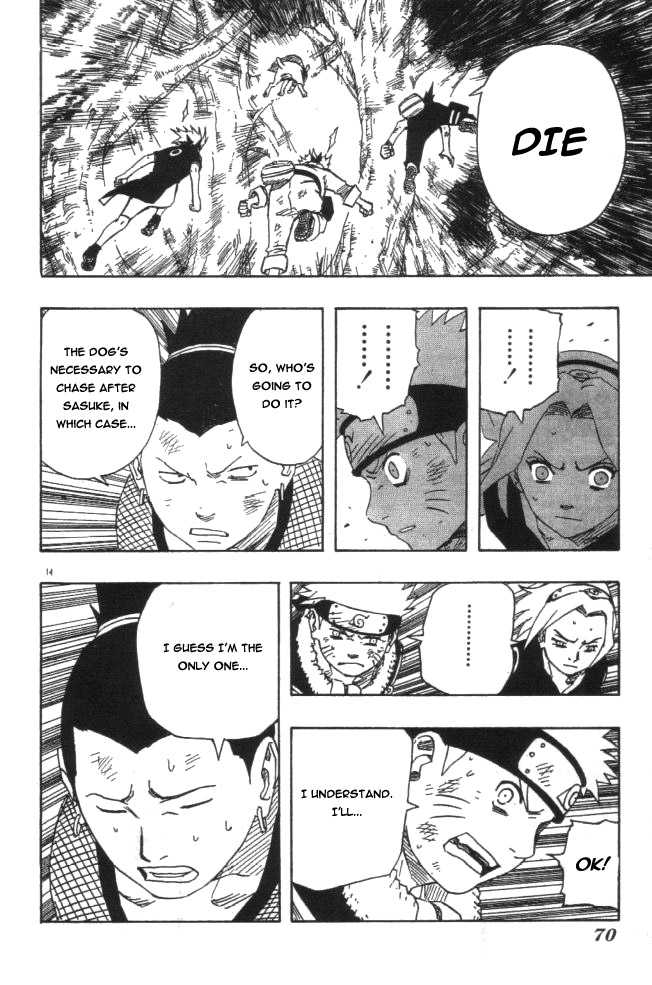 DIE
SO, WHO'S
GOING TO
DO IT?
THE DOG'S
NECESSARY TO
CHASE AFTER
SASUKE, IN
WHICH CASE...
.........!
.........!
14
.........
I GUESS I'M THE
ONLY ONE...
OK!
I UNDERSTAND.
I'LL...
70